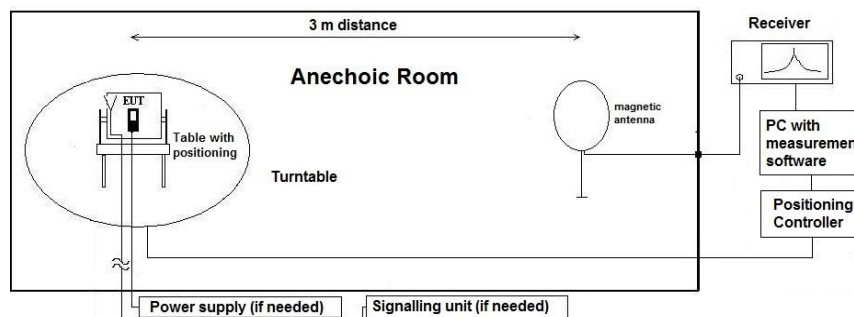 3 m distance
Receiver
Anechoic Room
EUT
magnetic
antenna
Table with
positioning
PC with
measurement
software
Turntable
Positioning
Controller
Power supply (if needed)
Signalling unit (if needed)